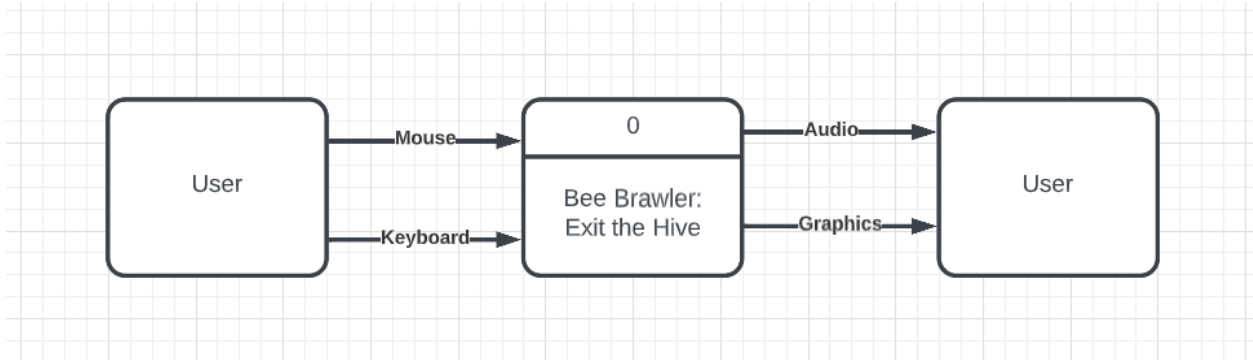 User
Mouse
Keyboard
0
Bee Brawler:
Exit the Hive
Audio
Graphics
User